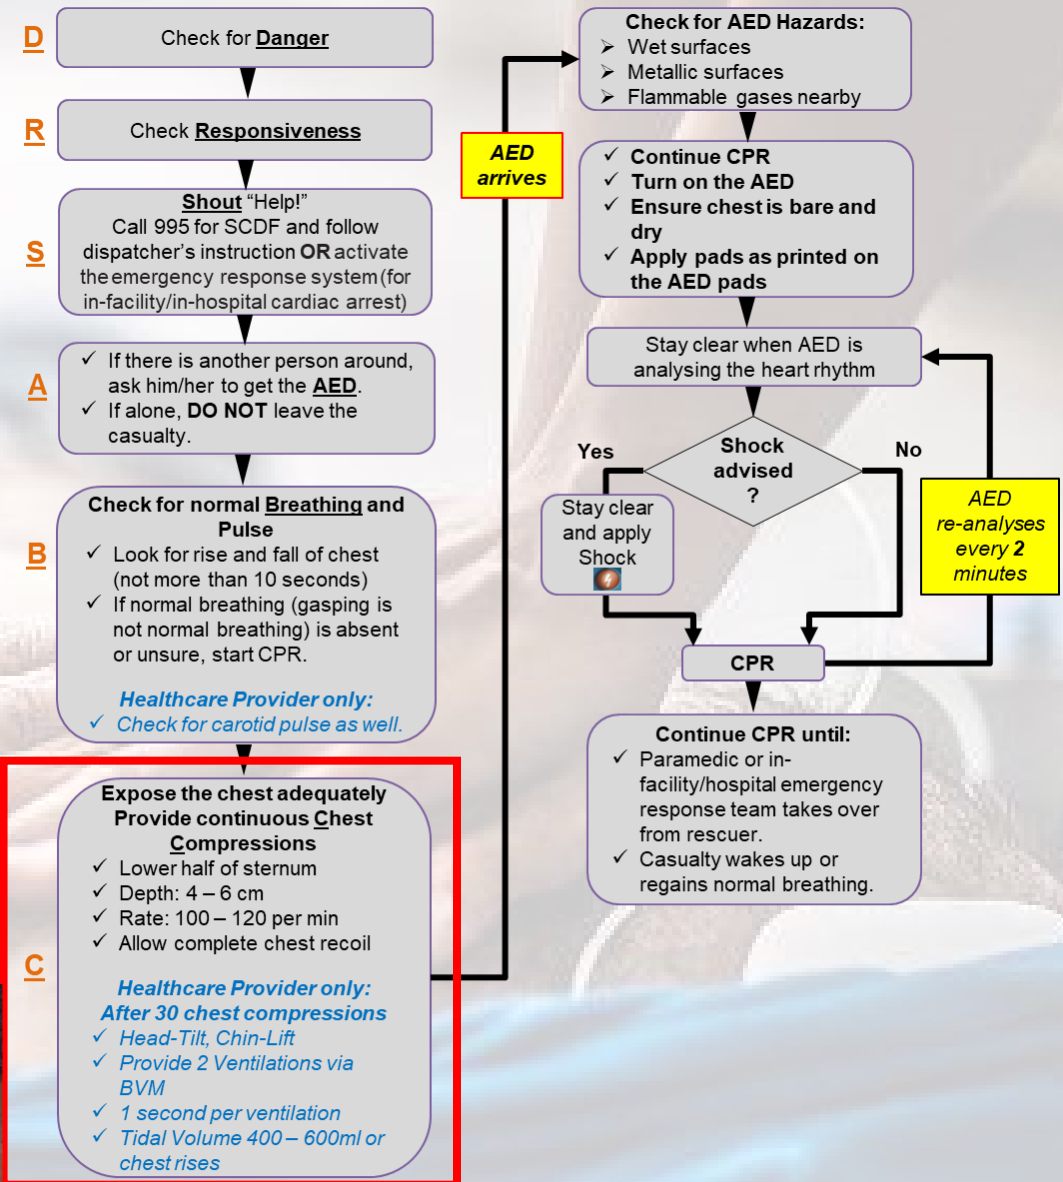 D
Check for Danger
R
Check Responsiveness
S
Shout “Help!”
Call 995 for SCDF and follow
dispatcher’s instruction OR activate
the emergency response system (for
in-facility/in-hospital cardiac arrest)
A
✓ If there is another person around,
ask him/her to get the AED.
✓ If alone, DO NOT leave the
casualty.
B
Check for normal Breathing and
Pulse
✓ Look for rise and fall of chest
(not more than 10 seconds)
✓ If normal breathing (gasping is
not normal breathing) is absent
or unsure, start CPR.
Healthcare Provider only:
✓ Check for carotid pulse as well.
C
Expose the chest adequately
Provide continuous Chest
Compressions
✓ Lower half of sternum
✓ Depth: 4 – 6 cm
✓ Rate: 100 – 120 per min
✓ Allow complete chest recoil
Healthcare Provider only:
After 30 chest compressions
✓ Head-Tilt, Chin-Lift
✓ Provide 2 Ventilations via
BVM
✓ 1 second per ventilation
✓ Tidal Volume 400 – 600ml or
chest rises
AED
arrives
Check for AED Hazards:
➢ Wet surfaces
➢ Metallic surfaces
➢ Flammable gases nearby
✓ Continue CPR
✓ Turn on the AED
✓ Ensure chest is bare and
dry
✓ Apply pads as printed on
the AED pads
Stay clear when AED is
analysing the heart rhythm
Shock
advised
?
Yes
No
Stay clear
and apply
Shock
AED
re-analyses
every 2
minutes
CPR
Continue CPR until:
✓ Paramedic or in-
facility/hospital emergency
response team takes over
from rescuer.
✓ Casualty wakes up or
regains normal breathing.